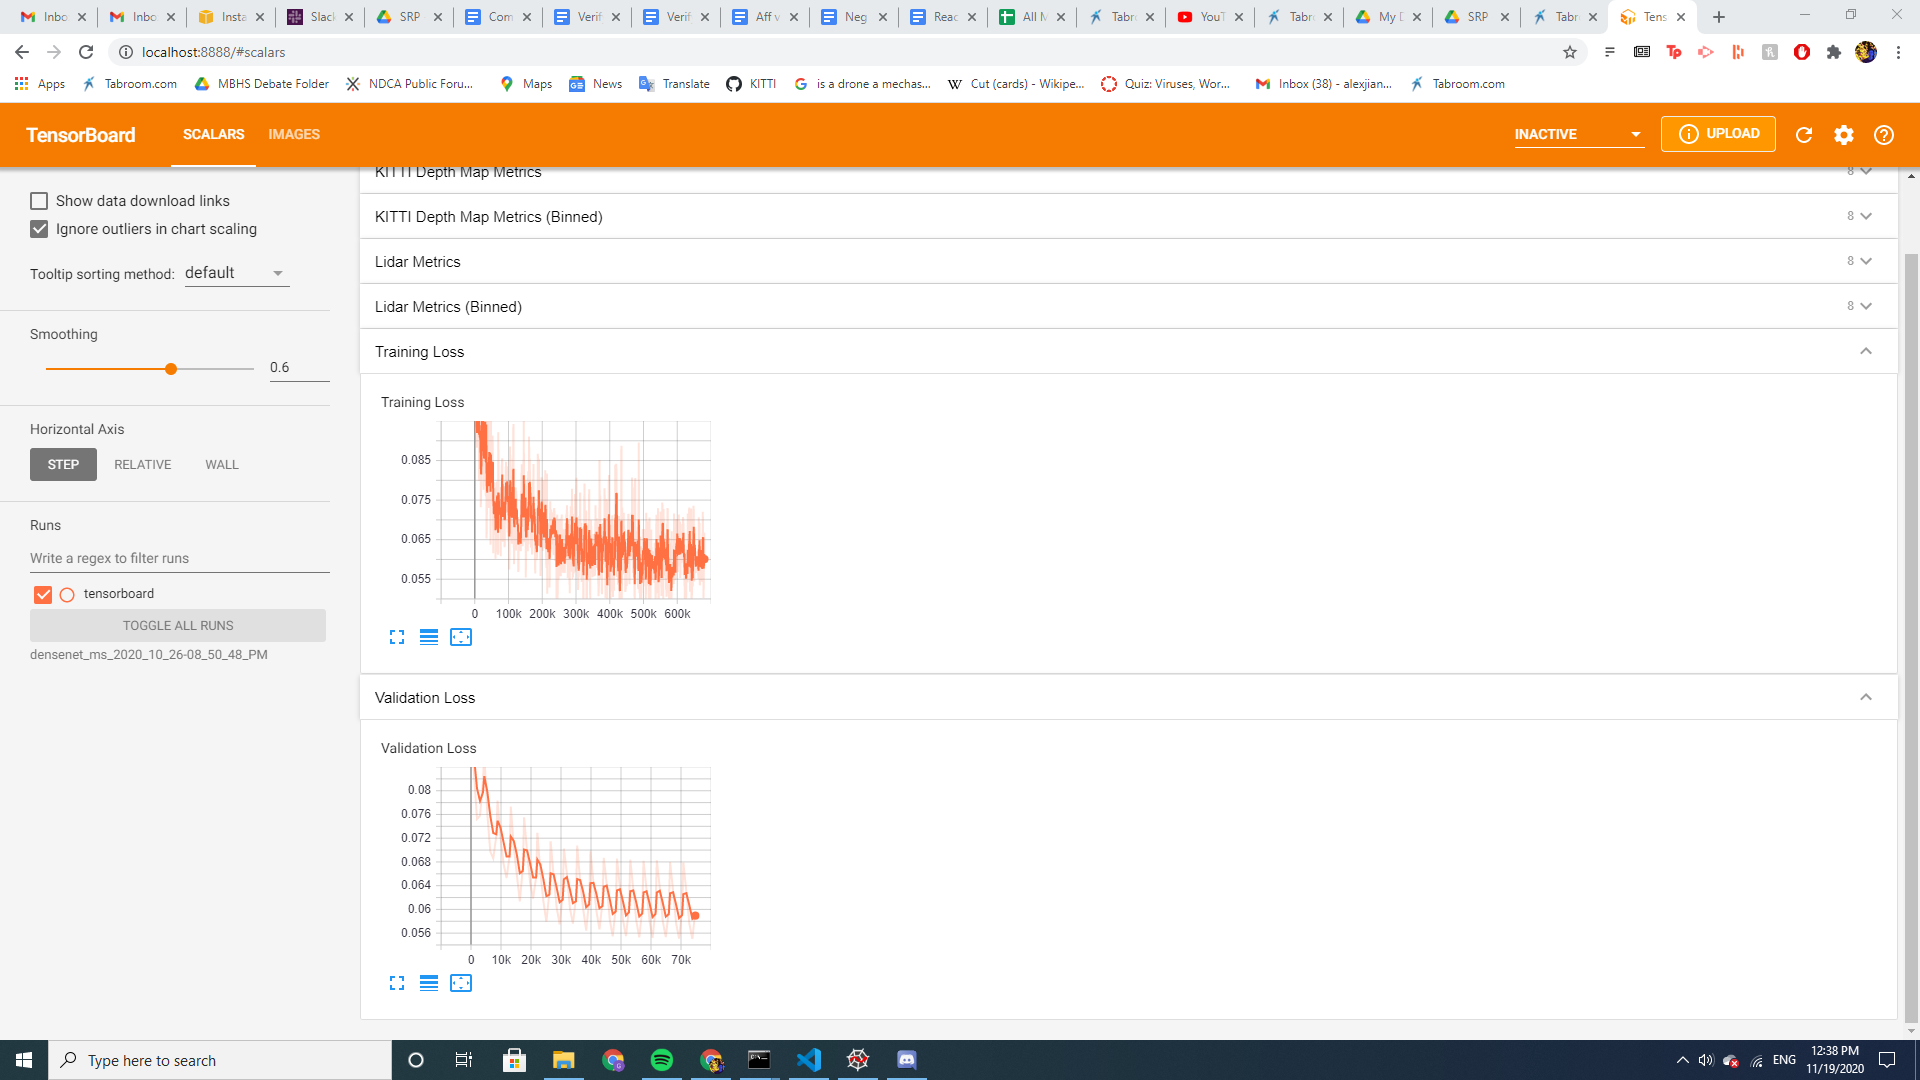 Inbo
Inbo
Insta
Slack
SRP
Com
Verif
Verif
Aff v
Neg
Reac
All M
Tabro
YouT
Tabro
My D
SRP
Tabro
Tens
localhost:8888/#scalars
Apps
Tabroom.com
MBHS Debate Folder
NDCA Public Foru...
Maps
News
Translate
KITTI
is a drone a mechas...
Cut (cards) - Wikipe...
Quiz: Viruses, Wor...
Inbox (38) - alexjian...
Tabroom.com
TensorBoard
SCALARS
IMAGES
INACTIVE
UPLOAD
Show data download links
Ignore outliers in chart scaling
Tooltip sorting method: default
Smoothing
0.6
Horizontal Axis
STEP
RELATIVE
WALL
Runs
Write a regex to filter runs
tensorboard
TOGGLE ALL RUNS
densenet_ms_2020_10_26-08_50_48_PM
KITTI Depth Map Metrics
8
KITTI Depth Map Metrics (Binned)
8
Lidar Metrics
8
Lidar Metrics (Binned)
8
Training Loss
Training Loss
0.085
0.075
0.065
0.055
0 100k 200k 300k 400k 500k 600k
Validation Loss
Validation Loss
0.08
0.076
0.072
0.068
0.064
0.06
0.056
0 10k 20k 30k 40k 50k 60k 70k
Type here to search
ENG
12:38 PM
11/19/2020